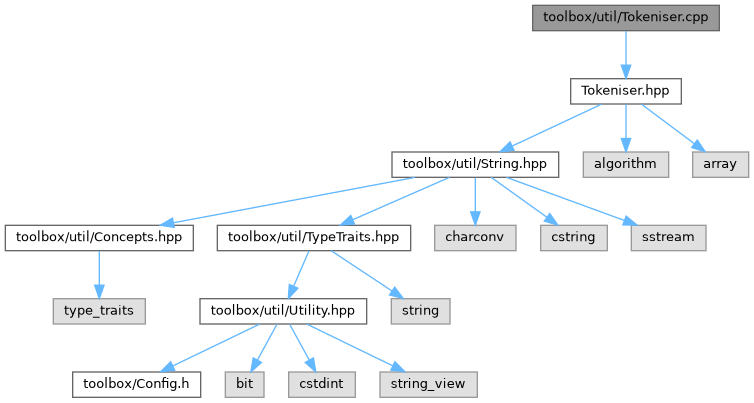 toolbox/util/Tokeniser.cpp
Tokeniser.hpp
toolbox/util/String.hpp
algorithm
array
toolbox/util/Concepts.hpp
toolbox/util/TypeTraits.hpp
charconv
cstring
sstream
type_traits
toolbox/util/Utility.hpp
string
toolbox/Config.h
bit
cstdint
string_view